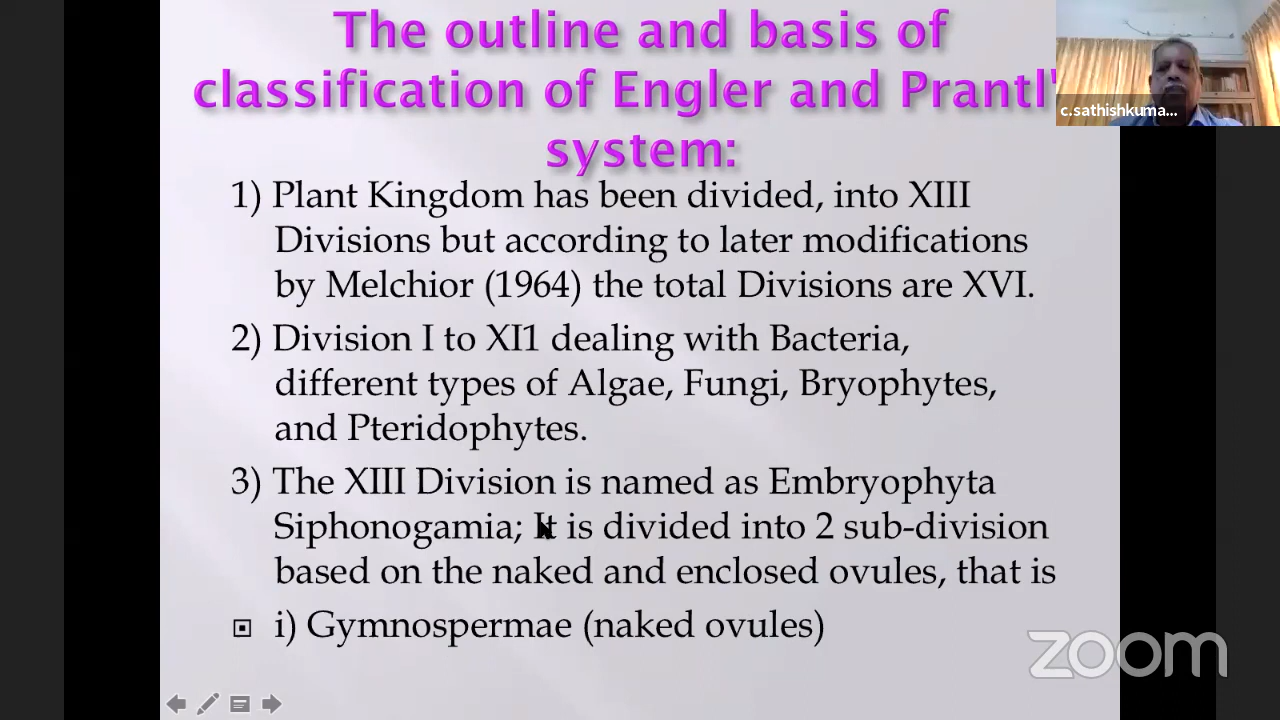 The outline and basis of
classification of Engler and Prantl'
system:
c.sathishkuma...
1) Plant Kingdom has been divided, into XIII
Divisions but according to later modifications
by Melchior (1964) the total Divisions are XVI.
2) Division I to XI1 dealing with Bacteria,
different types of Algae, Fungi, Bryophytes,
and Pteridophytes.
3) The XIII Division is named as Embryophyta
Siphonogamia; It is divided into 2 sub-division
based on the naked and enclosed ovules, that is
i) Gymnospermae (naked ovules)
zoom